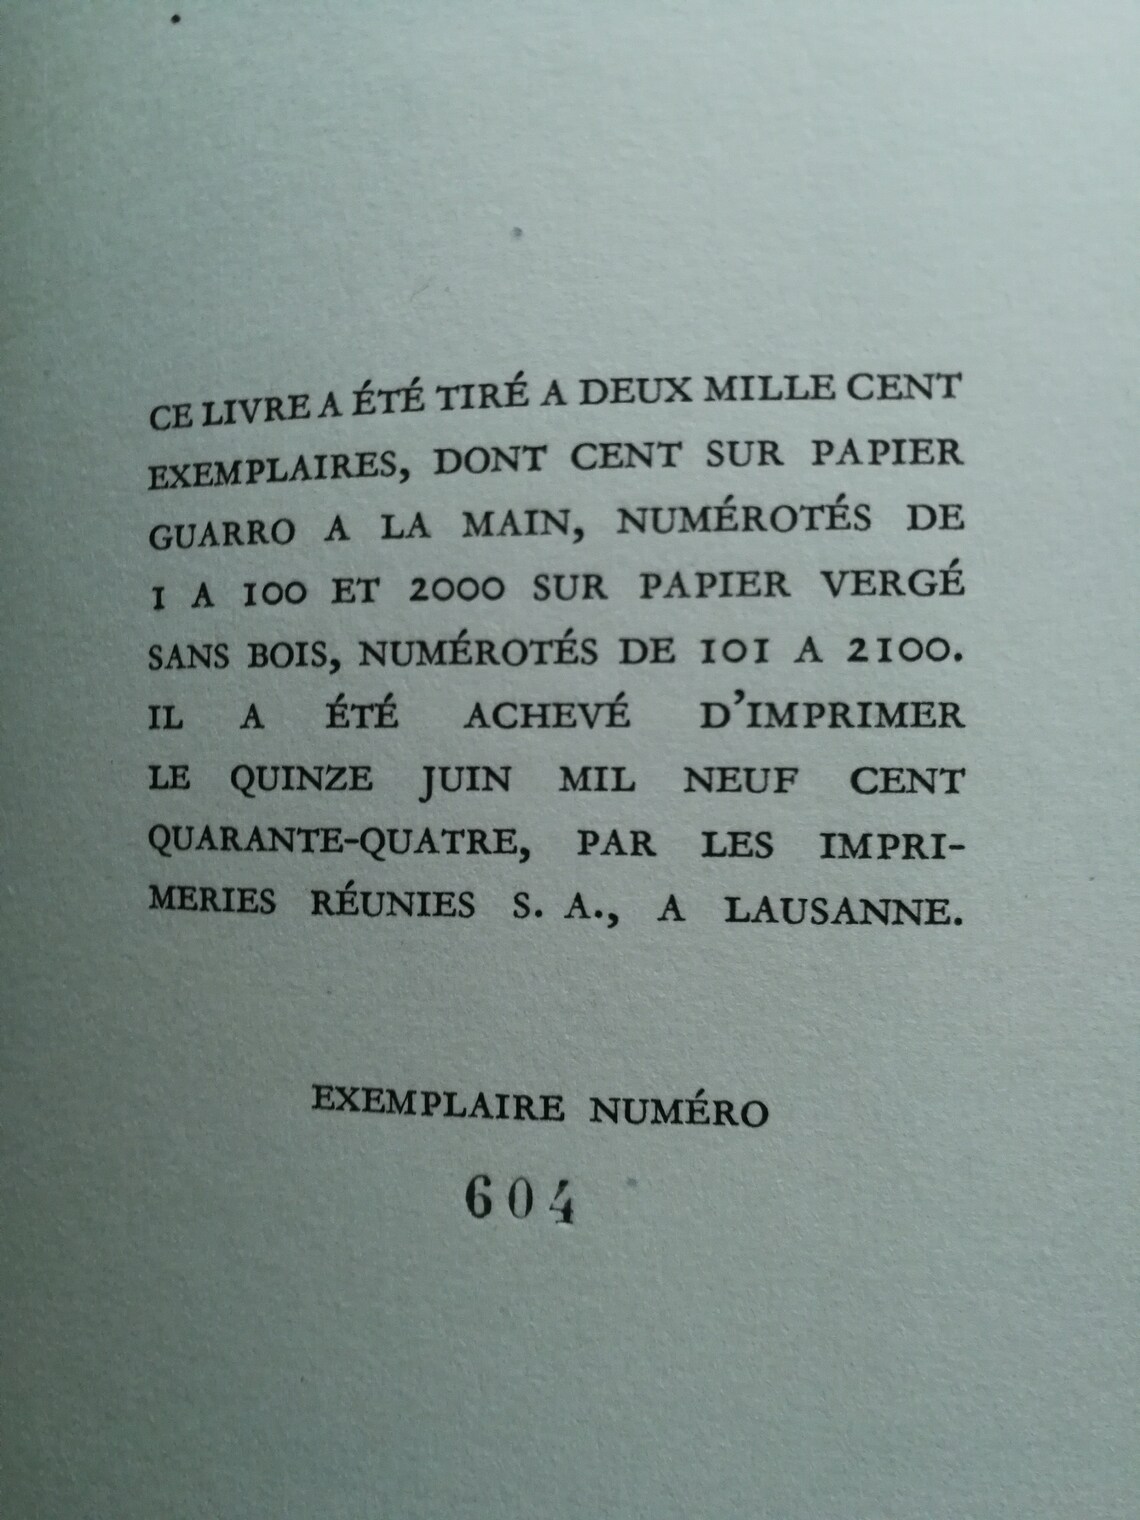 CE LIVRE A ÉTÉ TIRÉ A DEUX MILLE CENT
EXEMPLAIRES, DONT CENT SUR PAPIER
GUARRO A LA MAIN, NUMÉROTÉS DE
1 A 100 ET 2000 SUR PAPIER VERGÉ
SANS BOIS, NUMÉROTÉS DE 101 A 2100.
IL A ÉTÉ ACHEVÉ D'IMPRIMER
LE QUINZE JUIN MIL NEUF CENT
QUARANTE-QUATRE, PAR LES IMPRI-
MERIES RÉUNIES S. A., A LAUSANNE.
EXEMPLAIRE NUMÉRO
604